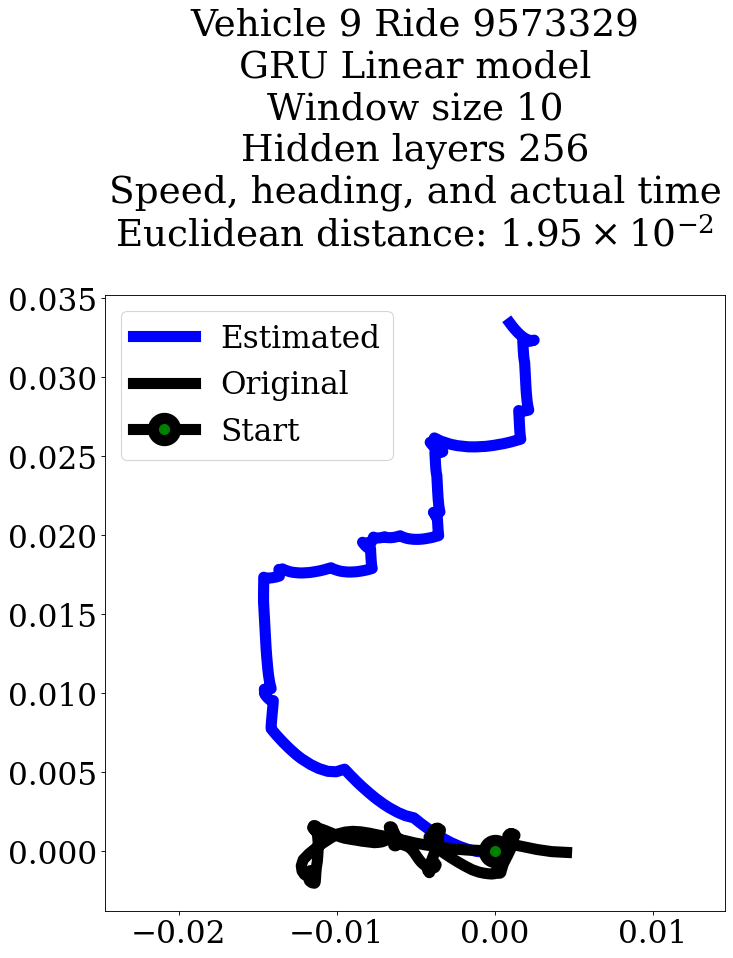 Vehicle 9 Ride 9573329
GRU Linear model
Window size 10
Hidden layers 256
Speed, heading, and actual time
Euclidean distance: 1.95 × 10⁻²
0.035
0.030
0.025
0.020
0.015
0.010
0.005
0.000
Estimated
Original
Start
−0.02 −0.01 0.00 0.01